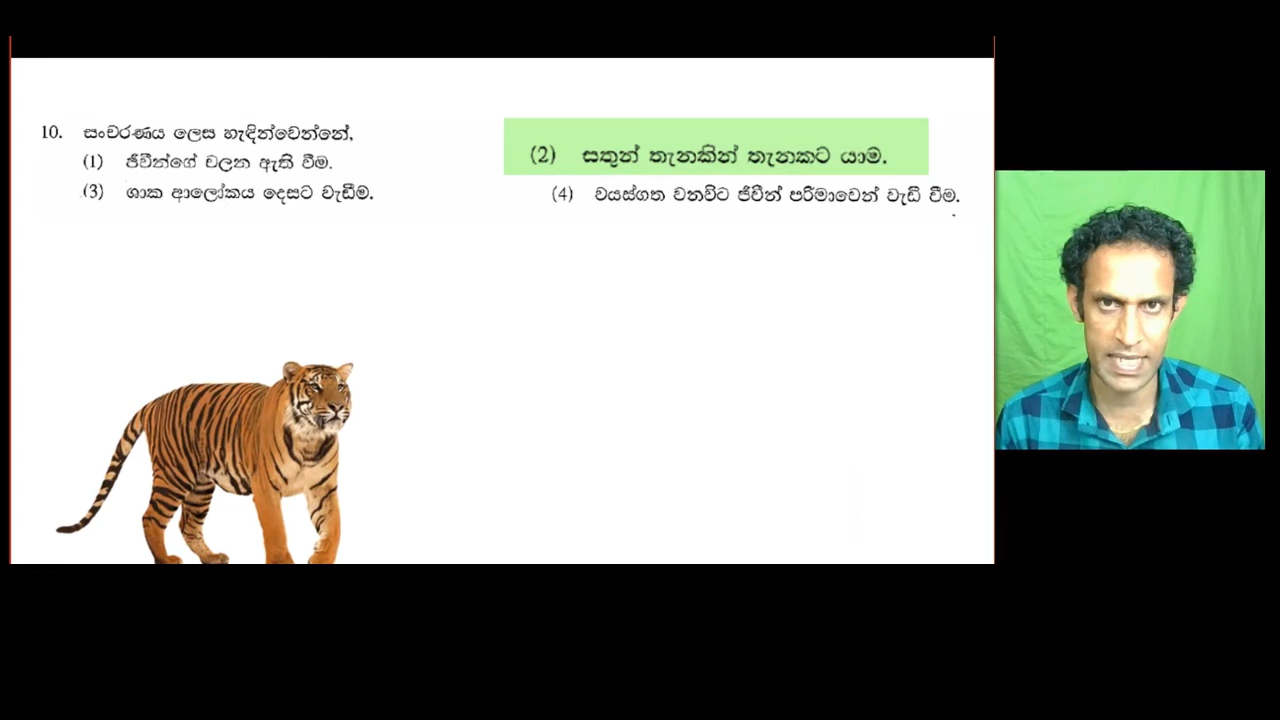 10. සංචරණය ලෙස හැඳින්වෙන්නේ,
(1) ජීවීන්ගේ චලන ඇති වීම.
(2) සතුන් තැනකින් තැනකට යාම.
(3) ශාක ආලෝකය දෙසට වැඩීම.
(4) වයස්ගත වනවිට ජීවීන් පරිමාවෙන් වැඩි වීම.